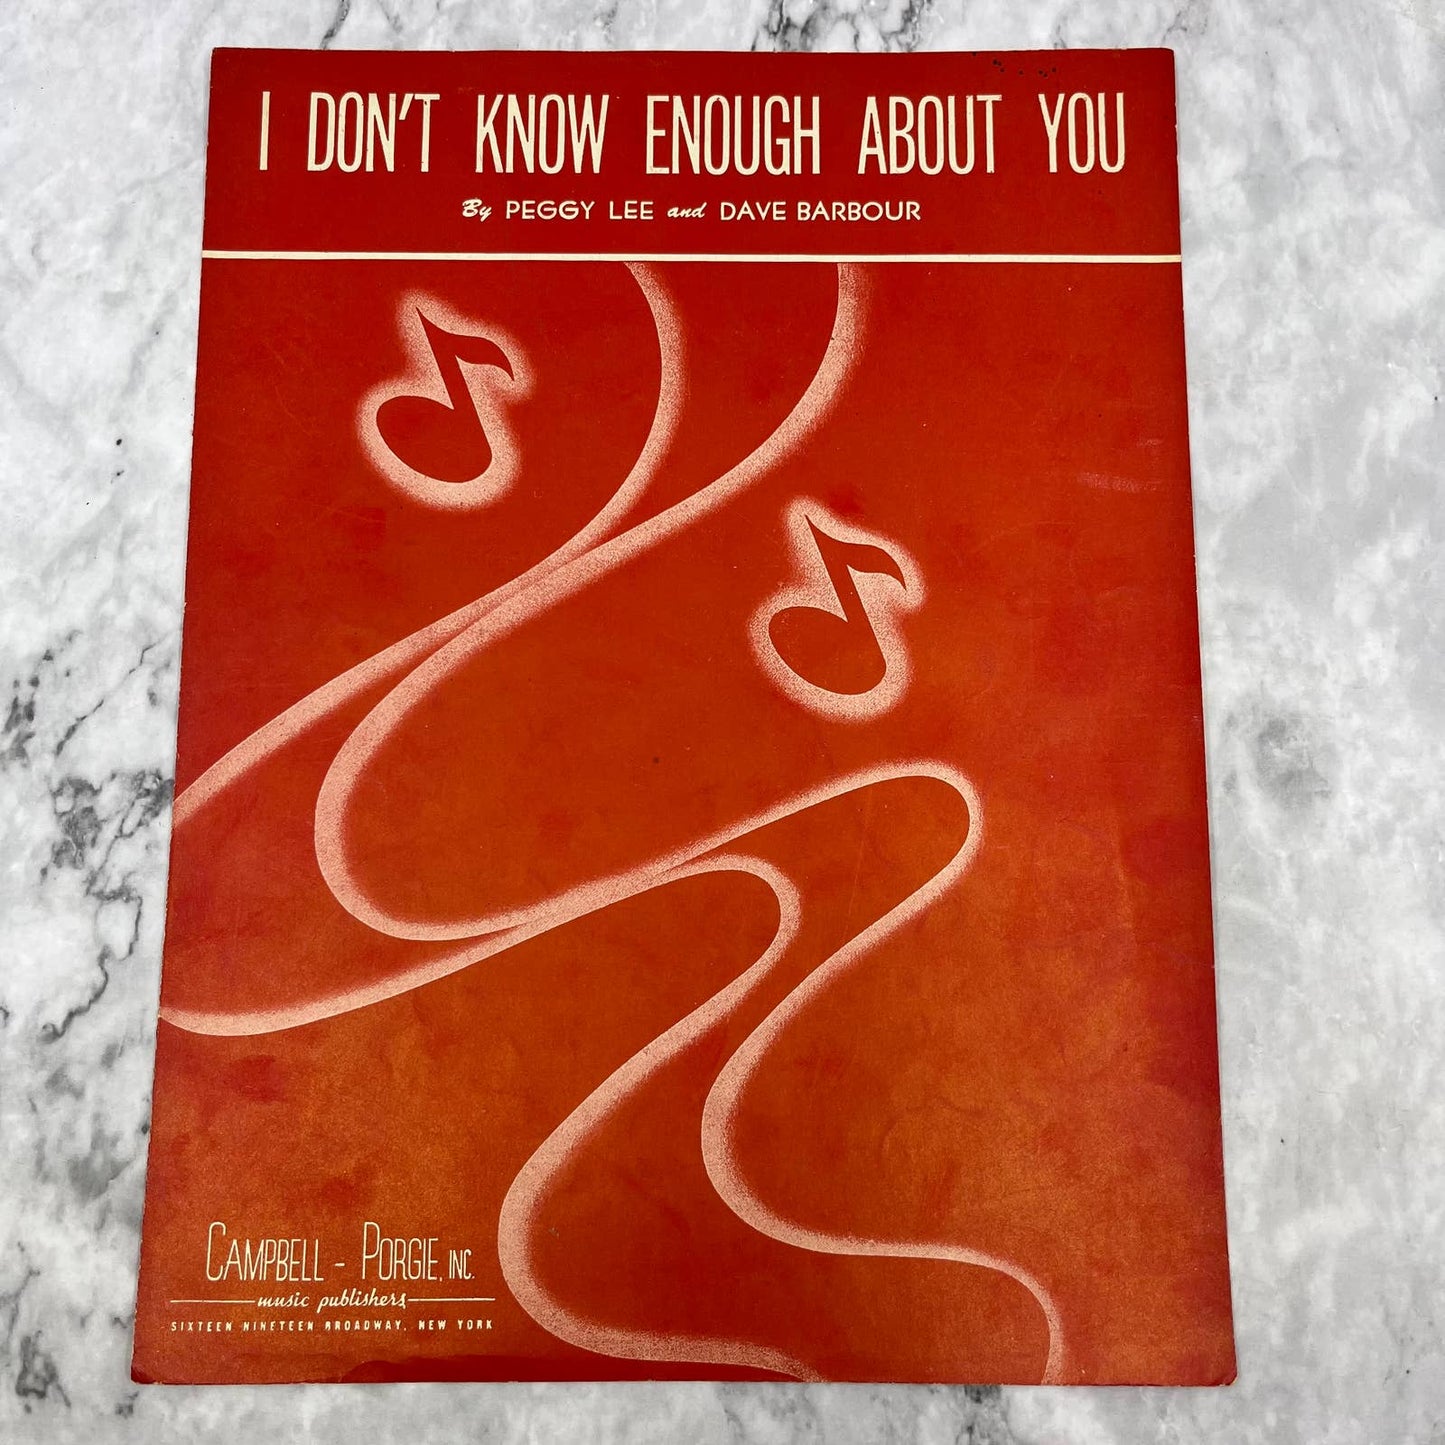 I DON'T KNOW ENOUGH ABOUT YOU
By PEGGY LEE and DAVE BARBOUR
CAMPBELL - PORGIE, INC.
music publishers
SIXTEEN NINETEEN BROADWAY, NEW YORK